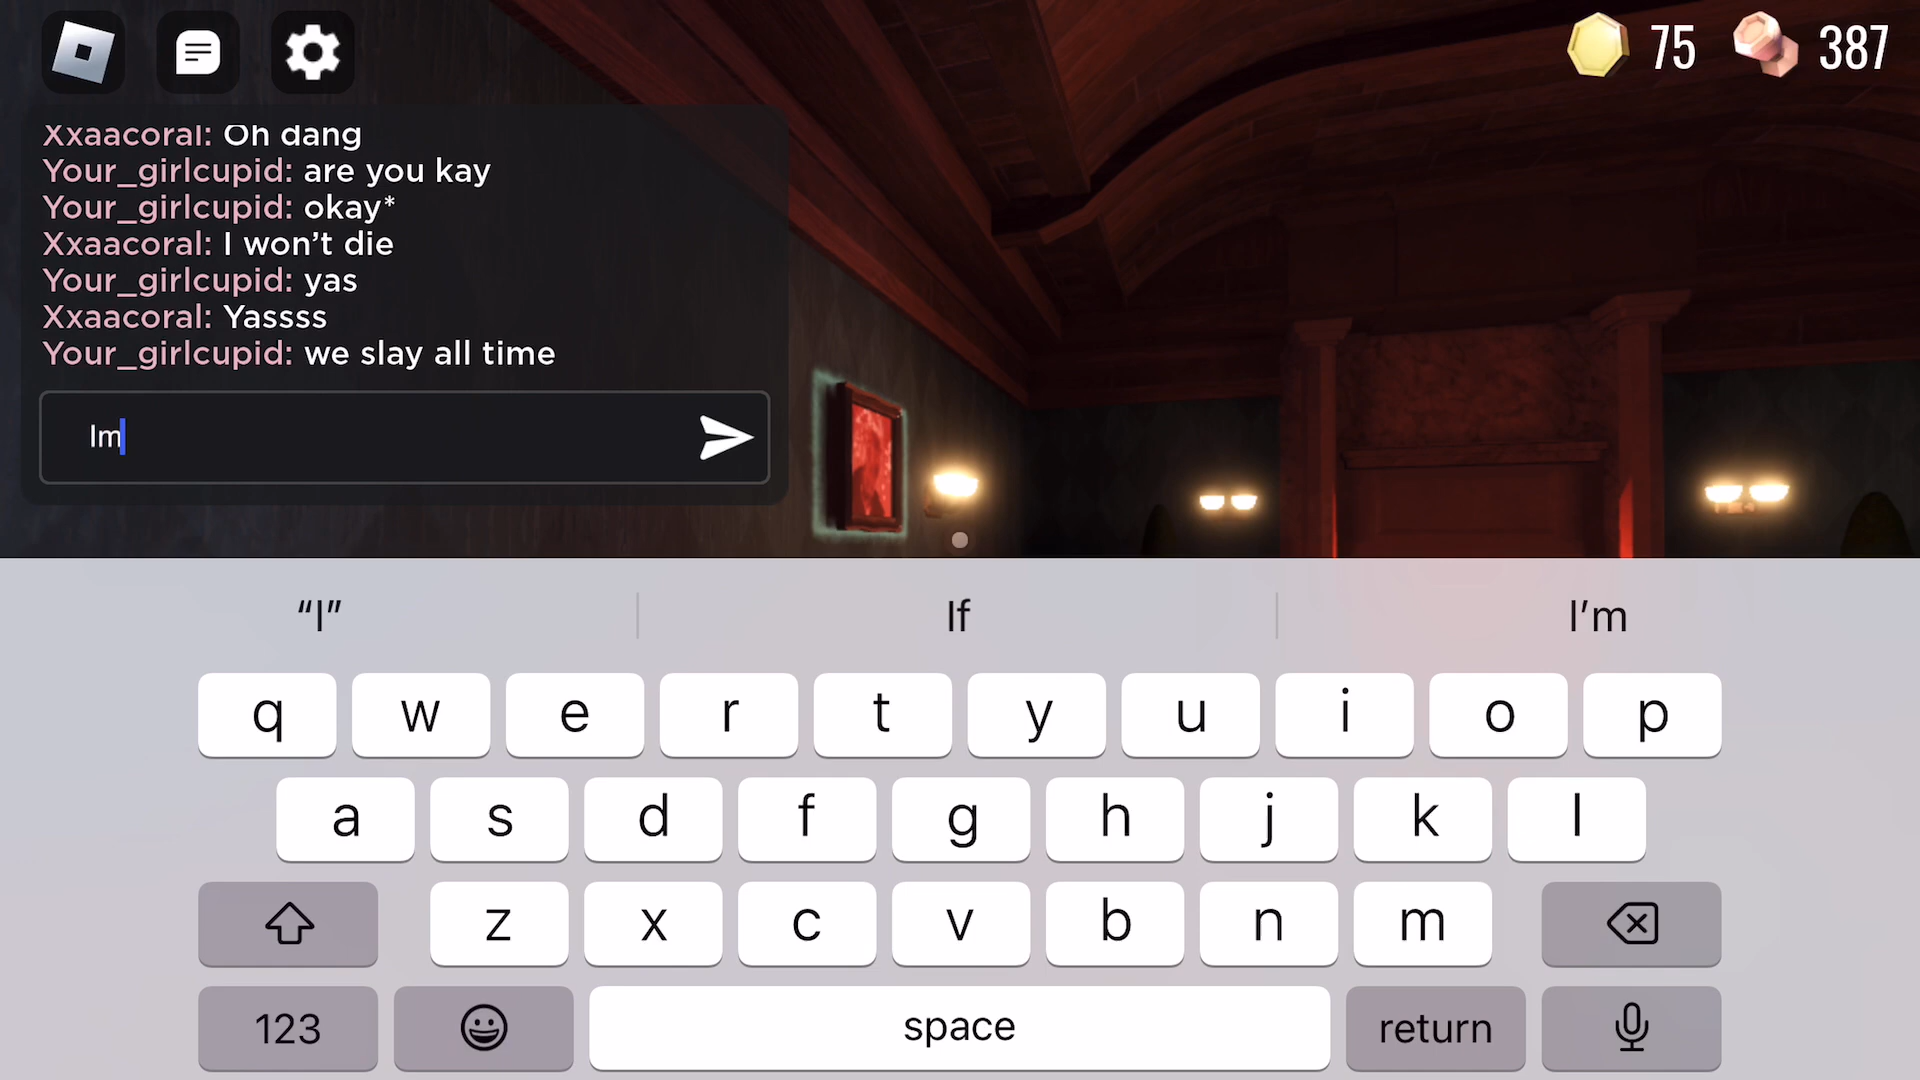 75 387
Xxaacoral: Oh dang
Your_girlcupid: are you kay
Your_girlcupid: okay*
Xxaacoral: I won’t die
Your_girlcupid: yas
Xxaacoral: Yassss
Your_girlcupid: we slay all time
Im
“I” If I’m
q w e r t y u i o p
a s d f g h j k l
z x c v b n m
123 space return